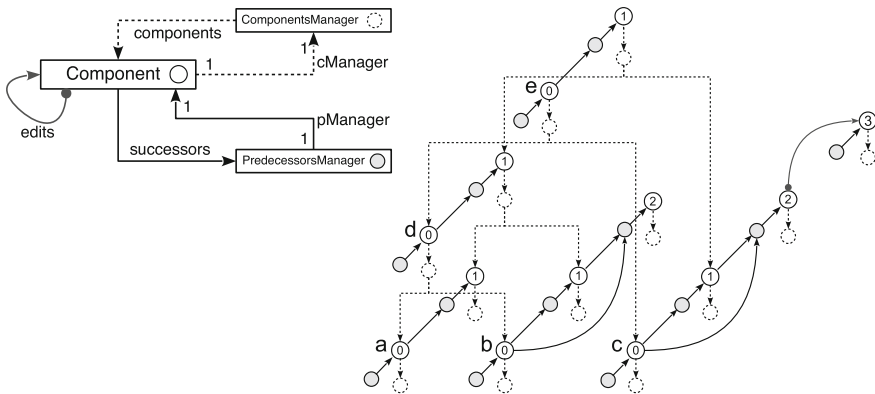 ComponentsManager
components
1
cManager
Component
1
edits
1
pManager
successors
1
PredecessorsManager
1
e
0
3
1
2
2
d
0
1
1
1
a
0
b
0
c
0